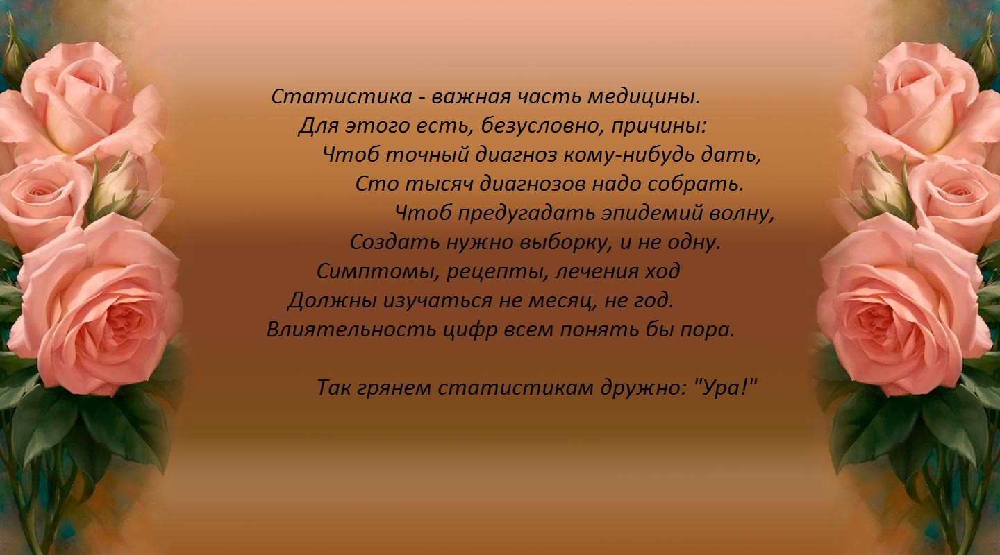 Статистика - важная часть медицины.
Для этого есть, безусловно, причины:
Чтоб точный диагноз кому-нибудь дать,
Сто тысяч диагнозов надо собрать.
Чтоб предугадать эпидемий волну,
Создать нужно выборку, и не одну.
Симптомы, рецепты, лечения ход
Должны изучаться не месяц, не год.
Влиятельность цифр всем понять бы пора.
Так грянем статистикам дружно: "Ура!"